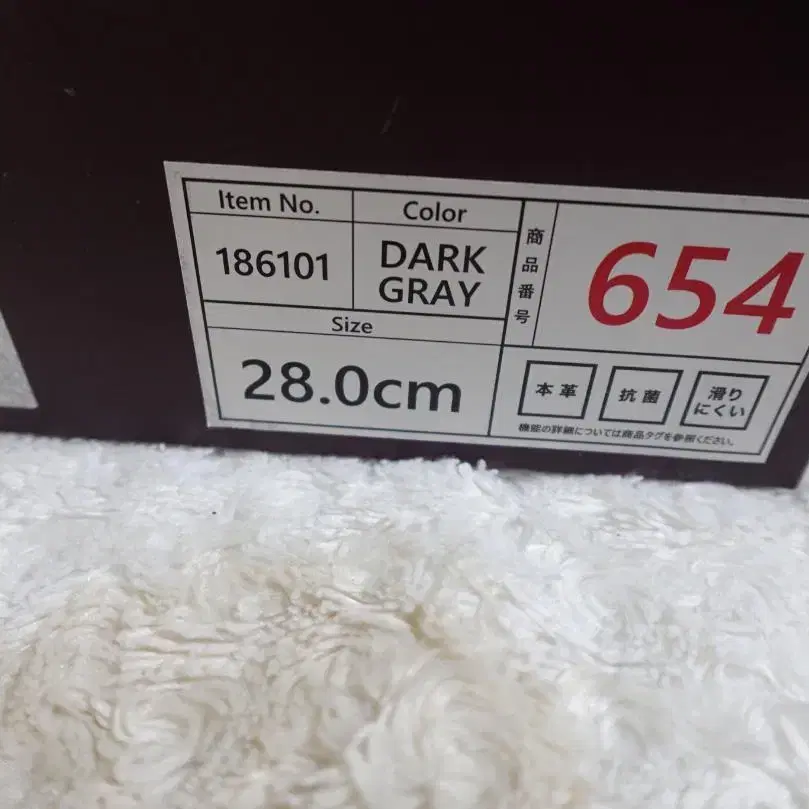 Item No.
Color
186101
DARK
GRAY
Size
28.0cm
商品番号
654
本革
抗菌
滑り
にくい
機能の詳細については商品タグを参照ください。